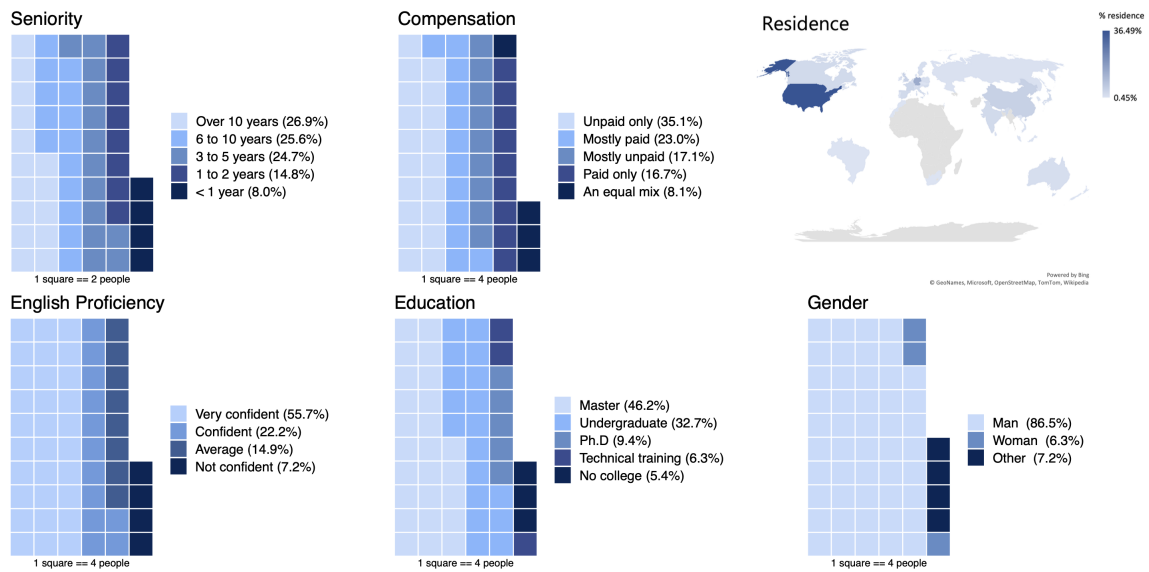 Seniority
Over 10 years (26.9%)
6 to 10 years (25.6%)
3 to 5 years (24.7%)
1 to 2 years (14.8%)
< 1 year (8.0%)
1 square == 2 people
Compensation
Unpaid only (35.1%)
Mostly paid (23.0%)
Mostly unpaid (17.1%)
Paid only (16.7%)
An equal mix (8.1%)
1 square == 4 people
Residence
% residence
36.49%
0.45%
Powered by Bing
© GeoNames, Microsoft, OpenStreetMap, TomTom, Wikipedia
English Proficiency
Very confident (55.7%)
Confident (22.2%)
Average (14.9%)
Not confident (7.2%)
1 square == 4 people
Education
Master (46.2%)
Undergraduate (32.7%)
Ph.D (9.4%)
Technical training (6.3%)
No college (5.4%)
1 square == 4 people
Gender
Man (86.5%)
Woman (6.3%)
Other (7.2%)
1 square == 4 people